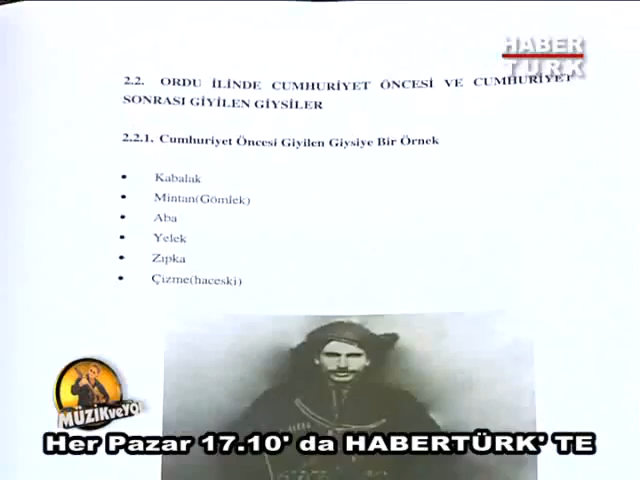 HABER
TÜRK
2.2. ORDU İLİNDE CUMHURİYET ÖNCESİ VE CUMHURİYET
SONRASI GİYİLEN GİYSİLER
2.2.1. Cumhuriyet Öncesi Giyilen Giysiye Bir Örnek
• Kabalak
• Mintan(Gömlek)
• Aba
• Yelek
• Zıpka
• Çizme(haceski)
MÜZİKveYÖ
Her Pazar 17.10' da HABERTÜRK' TE